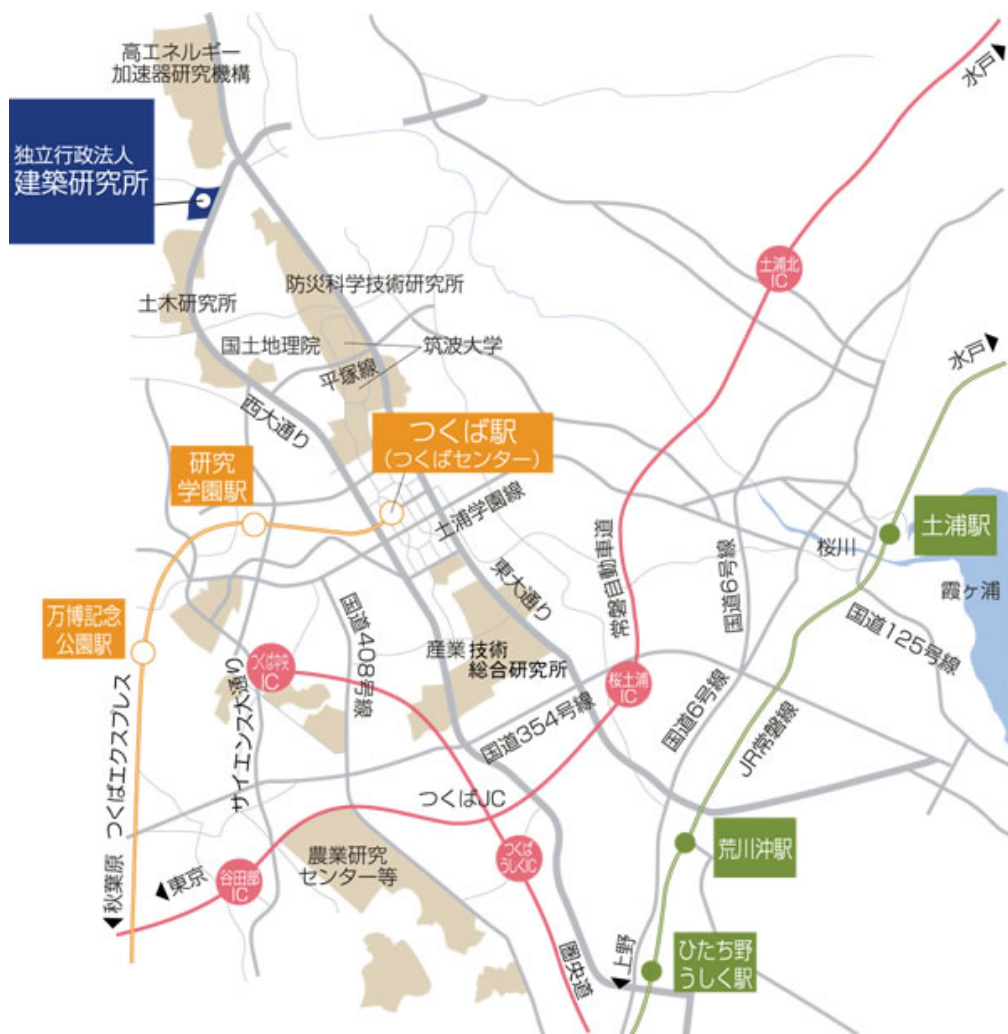 高エネルギー
加速器研究機構
水戸
独立行政法人
建築研究所
土浦北
IC
防災科学技術研究所
土木研究所
国土地理院
筑波大学
平塚線
水戸
西大通り
つくば駅
(つくばセンター)
研究
学園駅
土浦学園線
土浦駅
桜川
常磐自動車道
国道6号線
霞ヶ浦
東大通り
万博記念
公園駅
国道408号線
国道125号線
つくば中央
IC
産業技術
総合研究所
桜土浦
IC
サイエンス大通り
国道354号線
国道6号線
つくばエクスプレス
JR常磐線
つくばJC
荒川沖駅
農業研究
センター等
つくば
うしくIC
谷田部
IC
東京
秋葉原
圏央道
上野
ひたち野
うしく駅